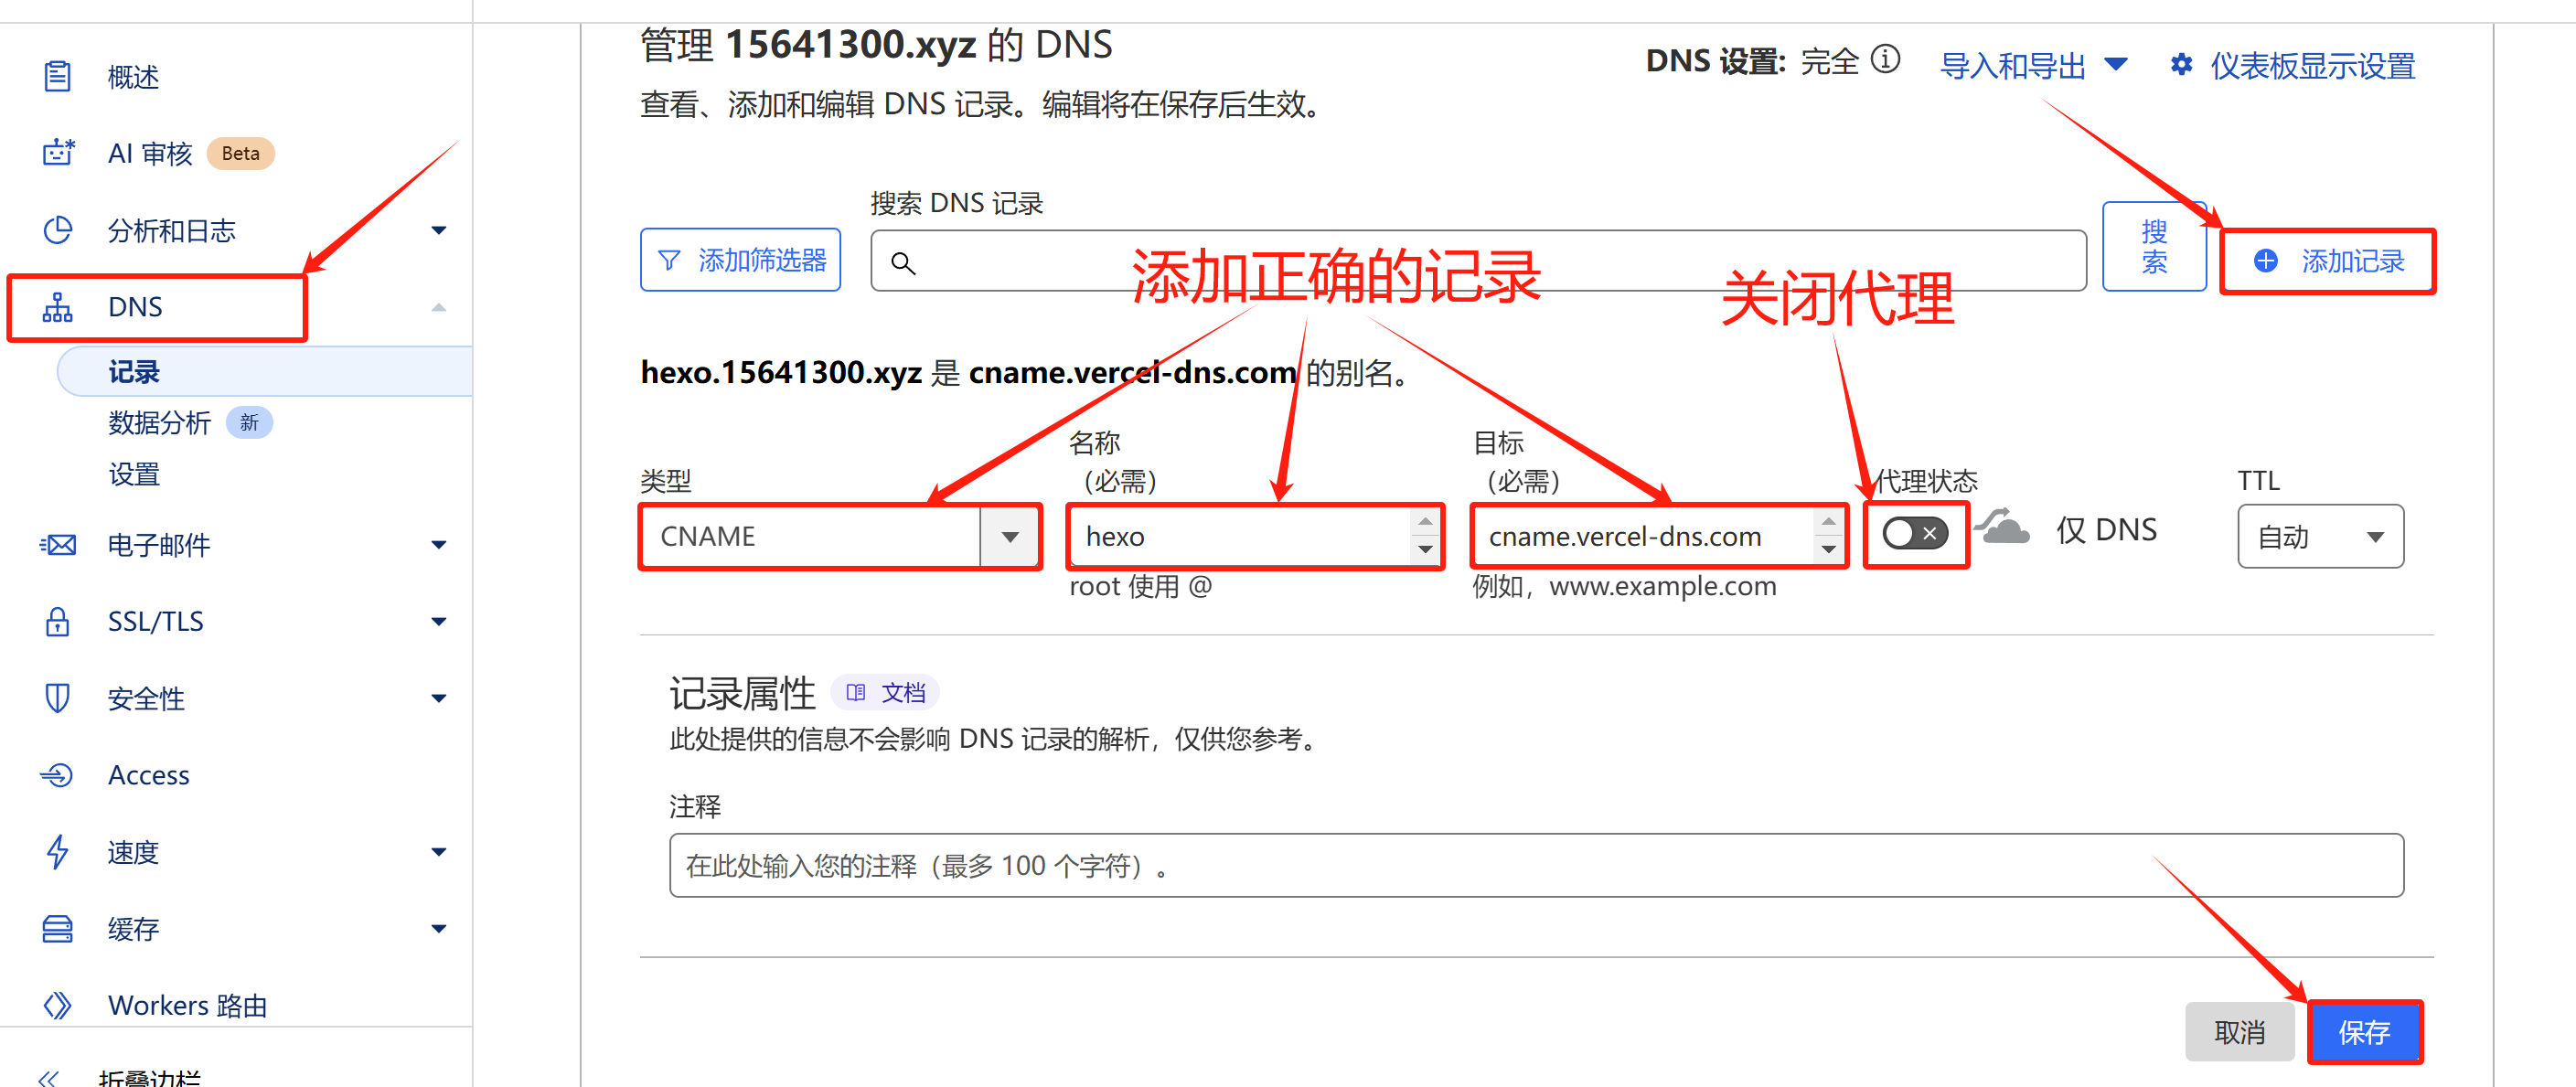 概述
AI 审核 Beta
分析和日志
DNS
记录
数据分析 新
设置
电子邮件
SSL/TLS
安全性
Access
速度
缓存
Workers 路由
折叠边栏
管理 15641300.xyz 的 DNS
查看、添加和编辑 DNS 记录。编辑将在保存后生效。
DNS 设置: 完全
导入和导出
仪表板显示设置
搜索 DNS 记录
添加筛选器
搜
索
添加记录
添加正确的记录
关闭代理
hexo.15641300.xyz 是 cname.vercel-dns.com 的别名。
类型
名称
（必需）
目标
（必需）
代理状态
TTL
CNAME
hexo
cname.vercel-dns.com
仅 DNS
自动
root 使用 @
例如，www.example.com
记录属性 文档
此处提供的信息不会影响 DNS 记录的解析，仅供您参考。
注释
在此处输入您的注释（最多 100 个字符）。
取消
保存